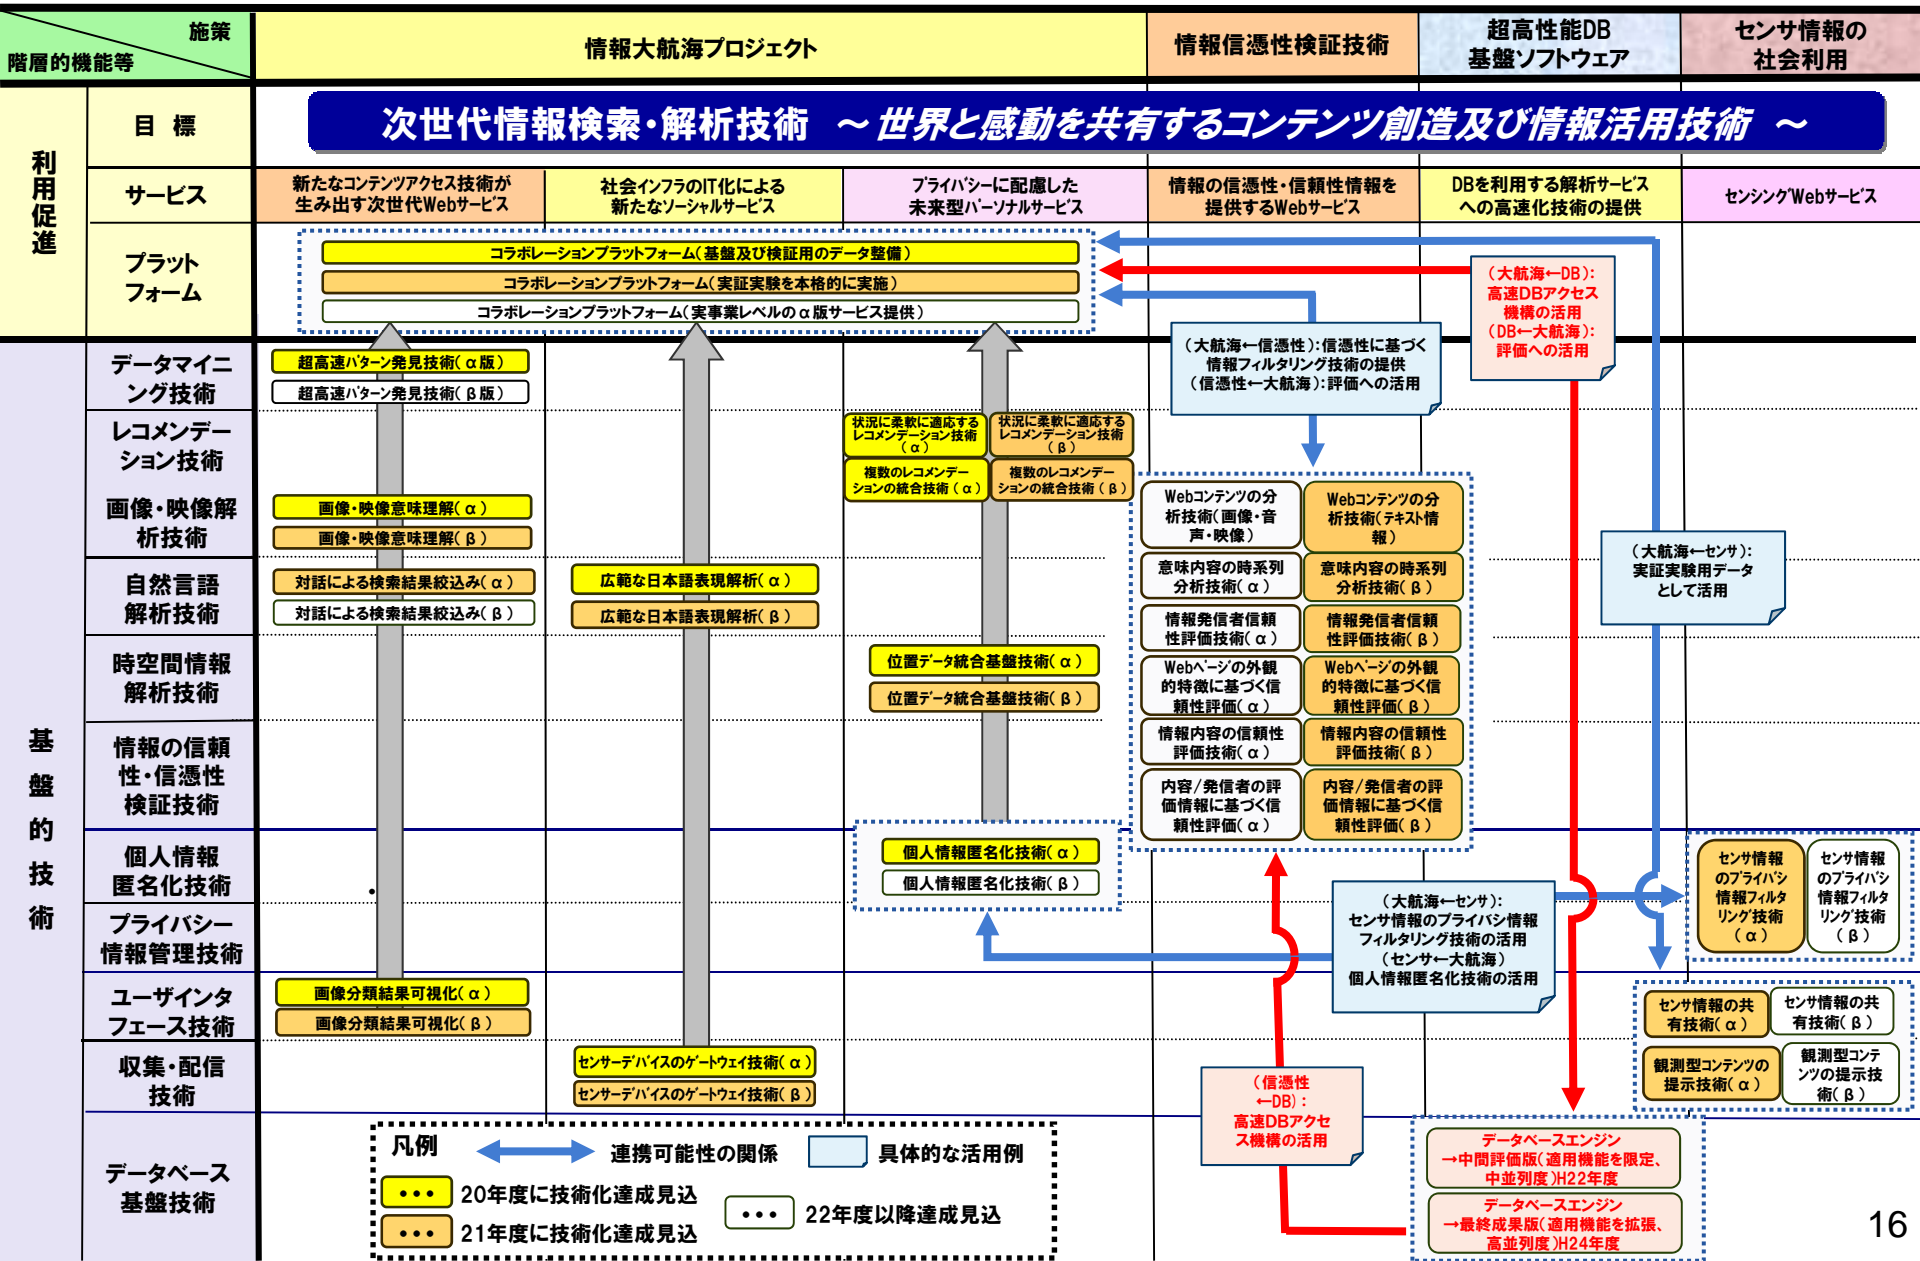 施策
階層的機能等
情報大航海プロジェクト
情報信憑性検証技術
超高性能DB
基盤ソフトウェア
センサ情報の
社会利用
利用促進
目 標
次世代情報検索・解析技術 ～世界と感動を共有するコンテンツ創造及び情報活用技術 ～
サービス
新たなコンテンツアクセス技術が
生み出す次世代Webサービス
社会インフラのIT化による
新たなソーシャルサービス
プライバシーに配慮した
未来型パーソナルサービス
情報の信憑性・信頼性情報を
提供するWebサービス
DBを利用する解析サービス
への高速化技術の提供
センシングWebサービス
プラット
フォーム
コラボレーションプラットフォーム(基盤及び検証用のデータ整備)
コラボレーションプラットフォーム(実証実験を本格的に実施)
コラボレーションプラットフォーム(実事業レベルのα版サービス提供)
(大航海←DB):
高速DBアクセス
機構の活用
(DB←大航海):
評価への活用
(大航海←信憑性):信憑性に基づく
情報フィルタリング技術の提供
(信憑性←大航海):評価への活用
基盤的技術
データマイニ
ング技術
超高速パターン発見技術(α版)
超高速パターン発見技術(β版)
レコメンデー
ション技術
状況に柔軟に適応する
レコメンデーション技術
(α)
状況に柔軟に適応する
レコメンデーション技術
(β)
複数のレコメンデー
ションの統合技術(α)
複数のレコメンデー
ションの統合技術(β)
画像・映像解
析技術
画像・映像意味理解(α)
画像・映像意味理解(β)
Webコンテンツの分
析技術(画像・音
声・映像)
Webコンテンツの分
析技術(テキスト情
報)
(大航海←センサ):
実証実験用データ
として活用
自然言語
解析技術
対話による検索結果絞込み(α)
対話による検索結果絞込み(β)
広範な日本語表現解析(α)
広範な日本語表現解析(β)
意味内容の時系列
分析技術(α)
意味内容の時系列
分析技術(β)
情報発信者信頼
性評価技術(α)
情報発信者信頼
性評価技術(β)
時空間情報
解析技術
位置データ統合基盤技術(α)
位置データ統合基盤技術(β)
Webページの外観
的特徴に基づく信
頼性評価(α)
Webページの外観
的特徴に基づく信
頼性評価(β)
情報の信頼
性・信憑性
検証技術
情報内容の信頼性
評価技術(α)
情報内容の信頼性
評価技術(β)
内容/発信者の評
価情報に基づく信
頼性評価(α)
内容/発信者の評
価情報に基づく信
頼性評価(β)
個人情報
匿名化技術
個人情報匿名化技術(α)
個人情報匿名化技術(β)
センサ情報
のプライバシ
情報フィルタ
リング技術
(α)
センサ情報
のプライバシ
情報フィルタ
リング技術
(β)
プライバシー
情報管理技術
(大航海←センサ):
センサ情報のプライバシ情報
フィルタリング技術の活用
(センサ←大航海)
個人情報匿名化技術の活用
ユーザインタ
フェース技術
画像分類結果可視化(α)
画像分類結果可視化(β)
センサ情報の共
有技術(α)
センサ情報の共
有技術(β)
観測型コンテンツの
提示技術(α)
観測型コンテ
ンツの提示技
術(β)
収集・配信
技術
センサーデバイスのゲートウェイ技術(α)
センサーデバイスのゲートウェイ技術(β)
(信憑性
←DB):
高速DBアクセ
ス機構の活用
データベース
基盤技術
データベースエンジン
→中間評価版(適用機能を限定、
中並列度)H22年度
データベースエンジン
→最終成果版(適用機能を拡張、
高並列度)H24年度
凡例
連携可能性の関係
具体的な活用例
・・・ 20年度に技術化達成見込
・・・ 21年度に技術化達成見込
・・・ 22年度以降達成見込
16